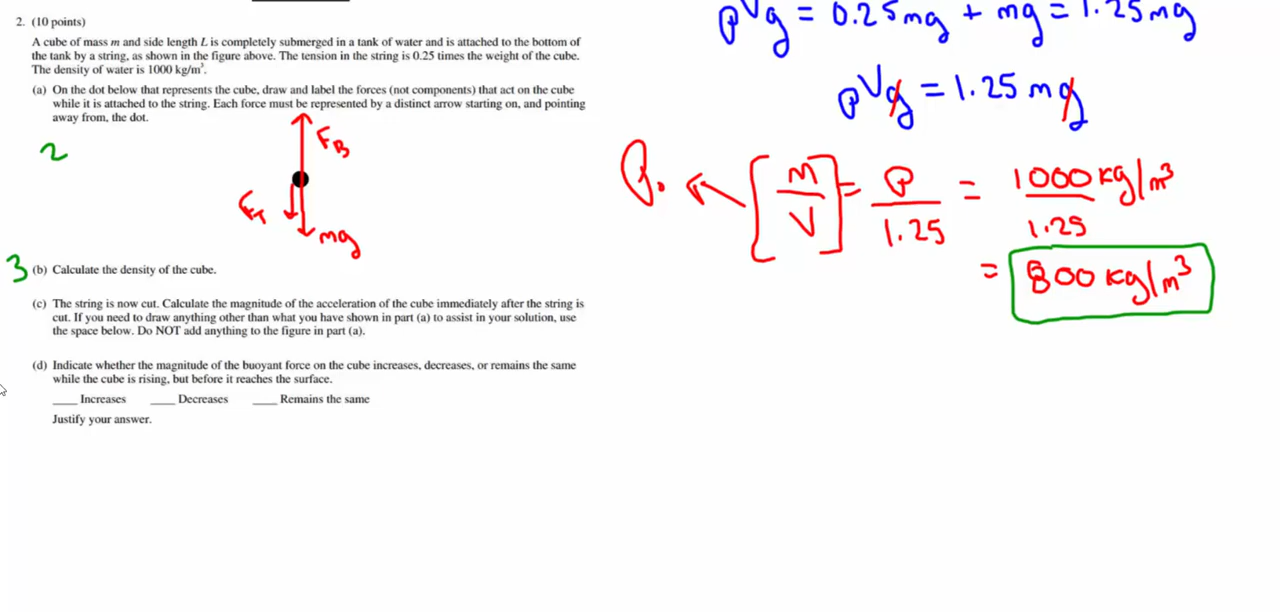 2. (10 points)
A cube of mass m and side length L is completely submerged in a tank of water and is attached to the bottom of
the tank by a string, as shown in the figure above. The tension in the string is 0.25 times the weight of the cube.
The density of water is 1000 kg/m³.
(a) On the dot below that represents the cube, draw and label the forces (not components) that act on the cube
while it is attached to the string. Each force must be represented by a distinct arrow starting on, and pointing
away from, the dot.
2
F_B
F_T
mg
3
(b) Calculate the density of the cube.
(c) The string is now cut. Calculate the magnitude of the acceleration of the cube immediately after the string is
cut. If you need to draw anything other than what you have shown in part (a) to assist in your solution, use
the space below. Do NOT add anything to the figure in part (a).
(d) Indicate whether the magnitude of the buoyant force on the cube increases, decreases, or remains the same
while the cube is rising, but before it reaches the surface.
____ Increases ____ Decreases ____ Remains the same
Justify your answer.
ρVg = 0.25mg + mg = 1.25mg
ρVg = 1.25mg
[m/V] = ρ/1.25 = 1000 kg/m³/1.25
= 800 kg/m³